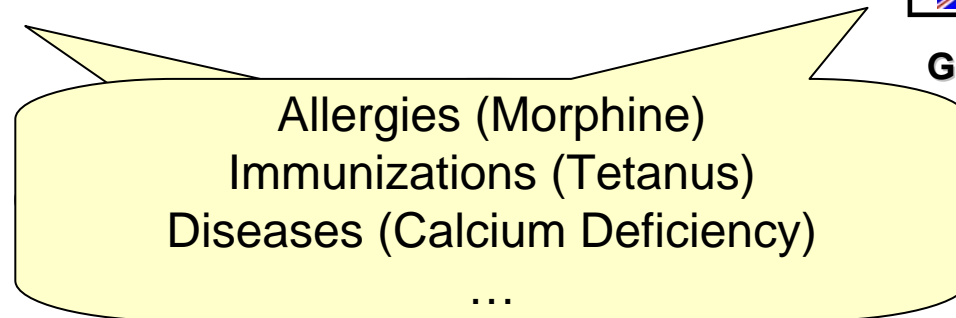 G
Allergies (Morphine)
Immunizations (Tetanus)
Diseases (Calcium Deficiency)
…